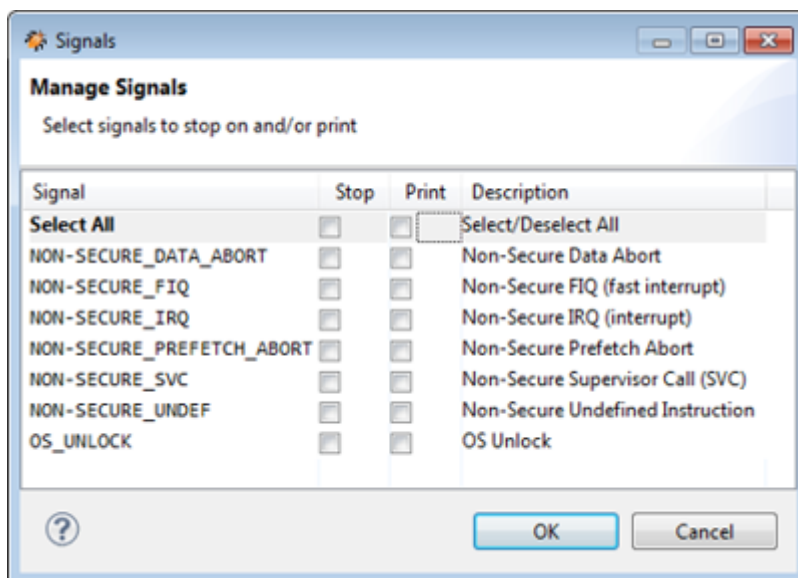 Signals
Manage Signals
Select signals to stop on and/or print
Signal Stop Print Description
Select All Select/Deselect All
NON-SECURE_DATA_ABORT Non-Secure Data Abort
NON-SECURE_FIQ Non-Secure FIQ (fast interrupt)
NON-SECURE_IRQ Non-Secure IRQ (interrupt)
NON-SECURE_PREFETCH_ABORT Non-Secure Prefetch Abort
NON-SECURE_SVC Non-Secure Supervisor Call (SVC)
NON-SECURE_UNDEF Non-Secure Undefined Instruction
OS_UNLOCK OS Unlock
? OK Cancel